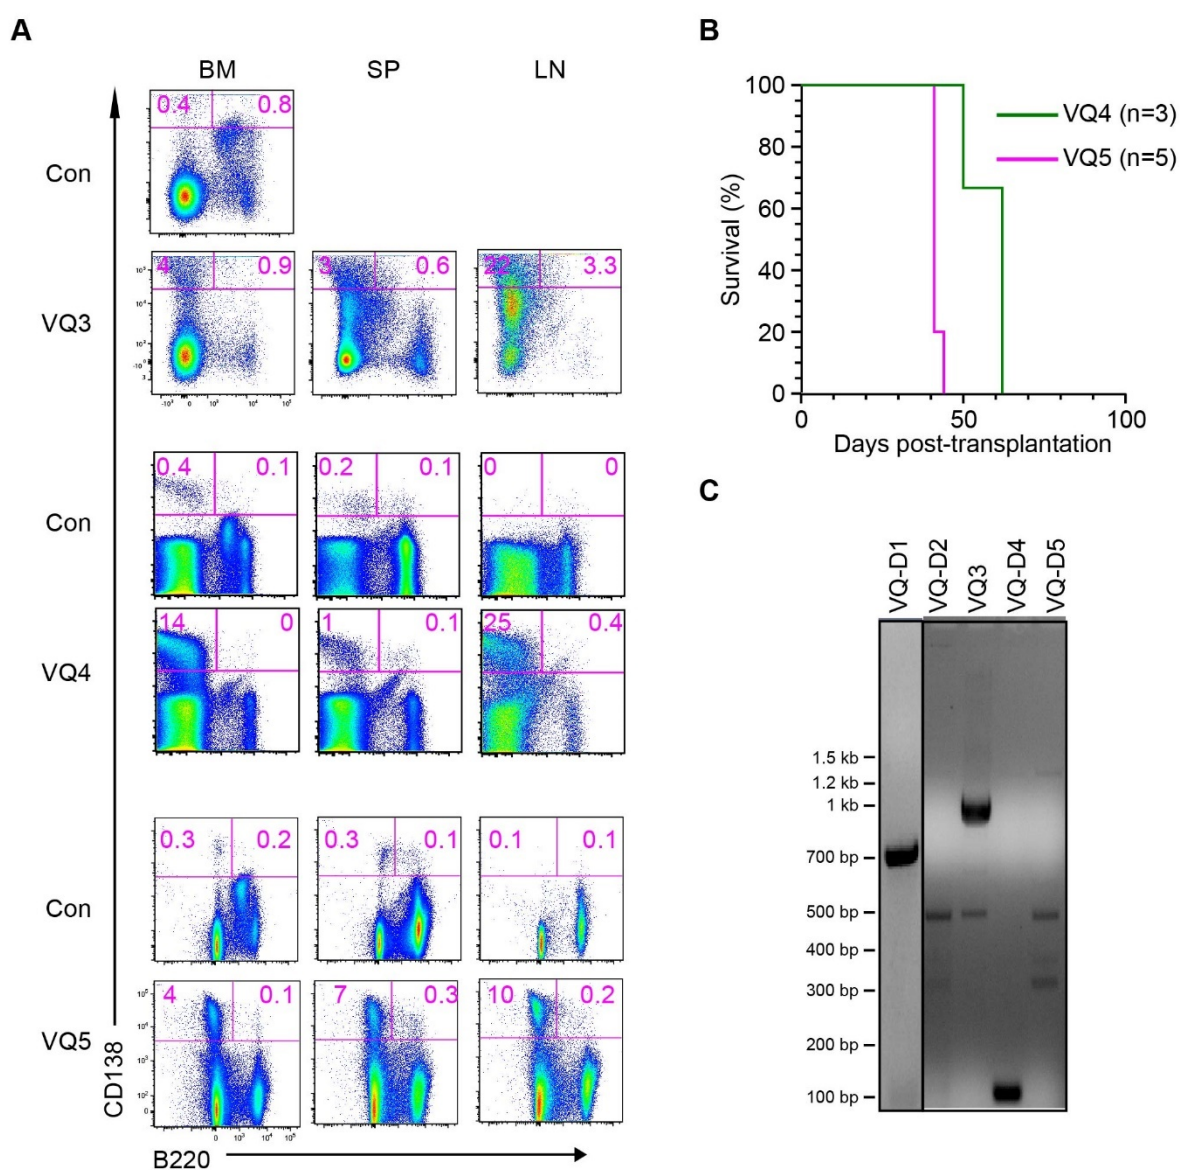 A
BM SP LN
Con
0.4 0.8
VQ3
4 0.9
3 0.6
22 3.3
Con
0.4 0.1
0.2 0.1
0 0
VQ4
14 0
1 0.1
25 0.4
Con
0.3 0.2
0.3 0.1
0.1 0.1
VQ5
4 0.1
7 0.3
10 0.2
CD138
B220
B
Survival (%)
100
80
60
40
20
0
0 50 100
Days post-transplantation
VQ4 (n=3)
VQ5 (n=5)
C
VQ-D1
VQ-D2
VQ3
VQ-D4
VQ-D5
1.5 kb
1.2 kb
1 kb
700 bp
500 bp
400 bp
300 bp
200 bp
100 bp